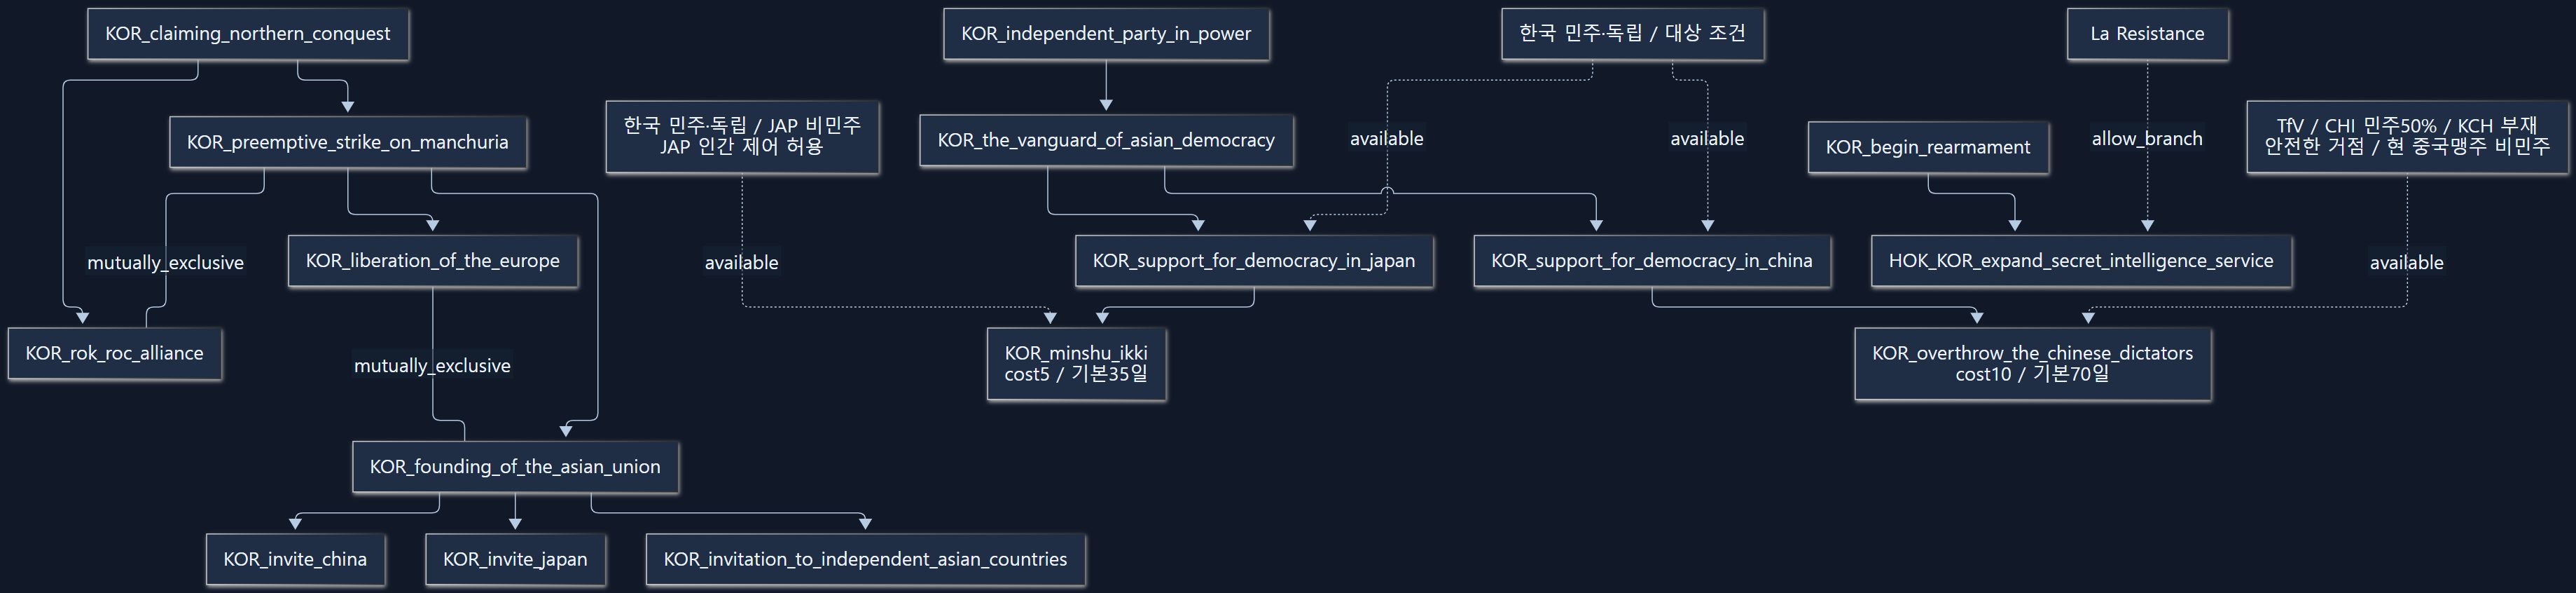 KOR_claiming_northern_conquest
KOR_independent_party_in_power
한국 민주·독립 / 대상 조건
La Resistance
한국 민주·독립 / JAP 비민주
JAP 인간 제어 허용
TfV / CHI 민주50% / KCH 부재
안전한 거점 / 현 중국맹주 비민주
KOR_preemptive_strike_on_manchuria
KOR_the_vanguard_of_asian_democracy
available
available
KOR_begin_rearmament
allow_branch
mutually_exclusive
KOR_liberation_of_the_europe
available
KOR_support_for_democracy_in_japan
KOR_support_for_democracy_in_china
HOK_KOR_expand_secret_intelligence_service
available
KOR_rok_roc_alliance
mutually_exclusive
KOR_minshu_ikki
cost5 / 기본35일
KOR_overthrow_the_chinese_dictators
cost10 / 기본70일
KOR_founding_of_the_asian_union
KOR_invite_china
KOR_invite_japan
KOR_invitation_to_independent_asian_countries